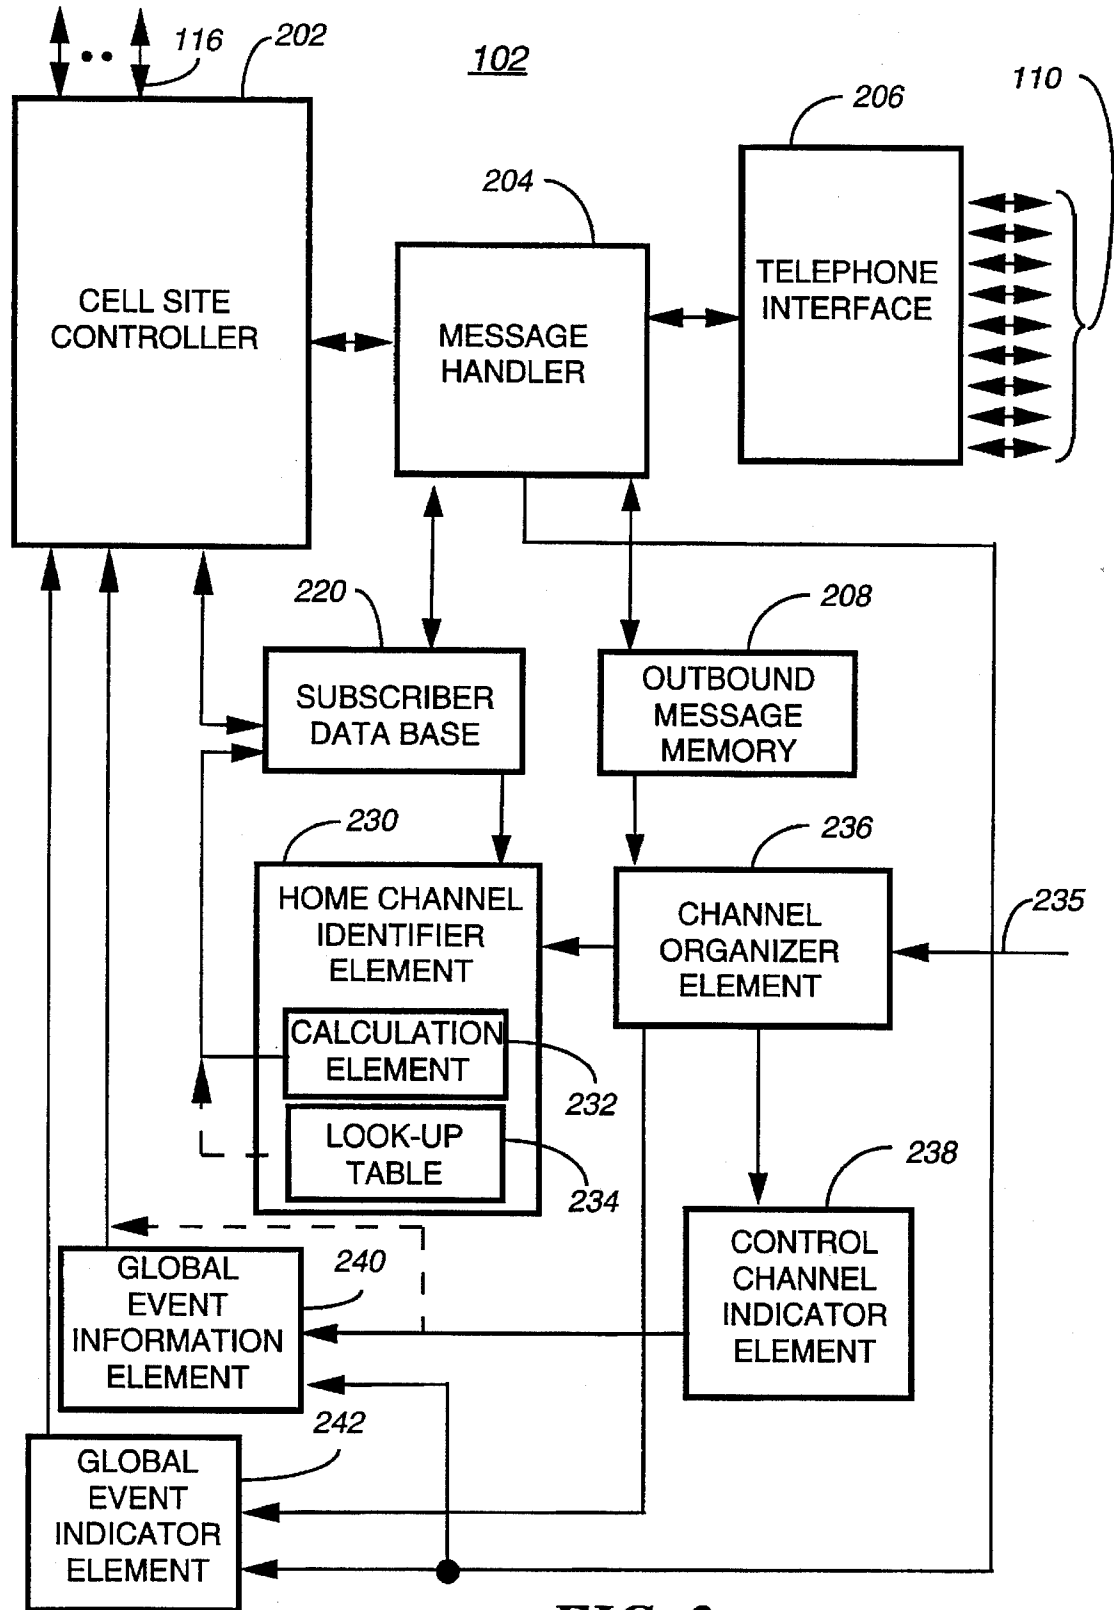 116
202
102
206
110
204
CELL SITE
CONTROLLER
MESSAGE
HANDLER
TELEPHONE
INTERFACE
220
208
SUBSCRIBER
DATA BASE
OUTBOUND
MESSAGE
MEMORY
230
236
235
HOME CHANNEL
IDENTIFIER
ELEMENT
CHANNEL
ORGANIZER
ELEMENT
CALCULATION
ELEMENT
232
LOOK-UP
TABLE
234
238
GLOBAL
EVENT
INFORMATION
ELEMENT
240
CONTROL
CHANNEL
INDICATOR
ELEMENT
242
GLOBAL
EVENT
INDICATOR
ELEMENT